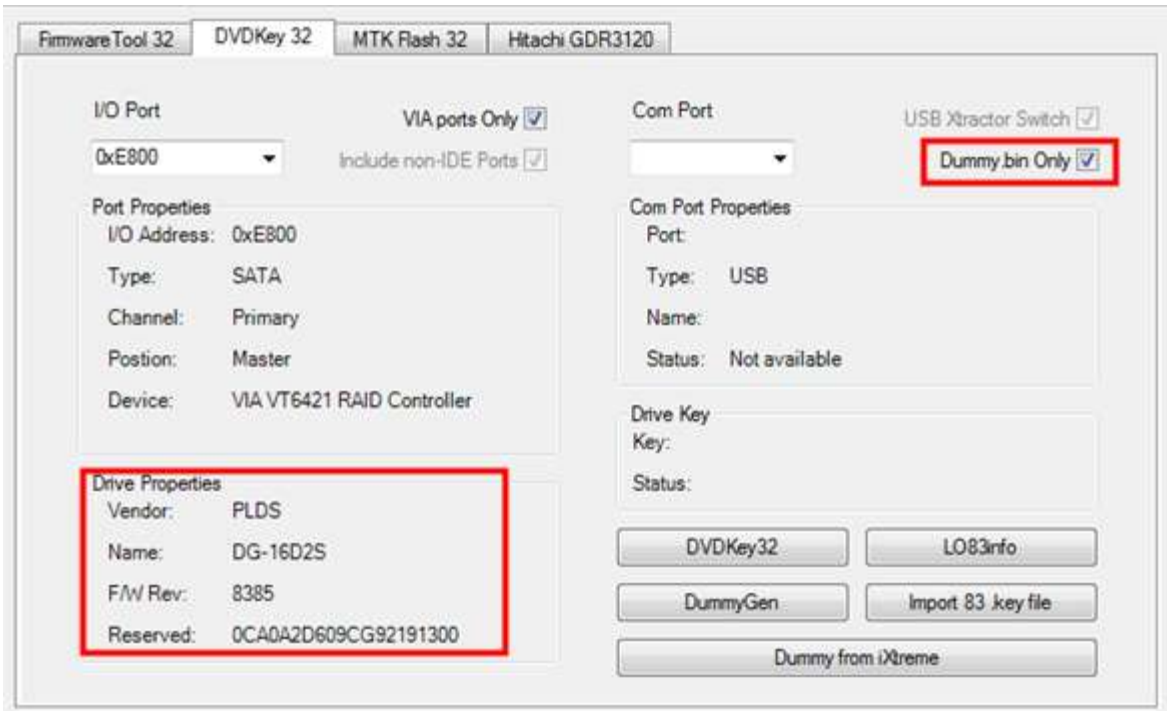 FirmwareTool 32
DVDKey 32
MTK Flash 32
Hitachi GDR3120
I/O Port
VIA ports Only
0xE800
Include non-IDE Ports
Port Properties
I/O Address: 0xE800
Type: SATA
Channel: Primary
Postion: Master
Device: VIA VT6421 RAID Controller
Drive Properties
Vendor: PLDS
Name: DG-16D2S
F/W Rev: 8385
Reserved: 0CA0A2D609CG92191300
Com Port
USB Xtractor Switch
Dummy.bin Only
Com Port Properties
Port:
Type: USB
Name:
Status: Not available
Drive Key
Key:
Status:
DVDKey32
LO83info
DummyGen
Import 83 .key file
Dummy from iXtreme